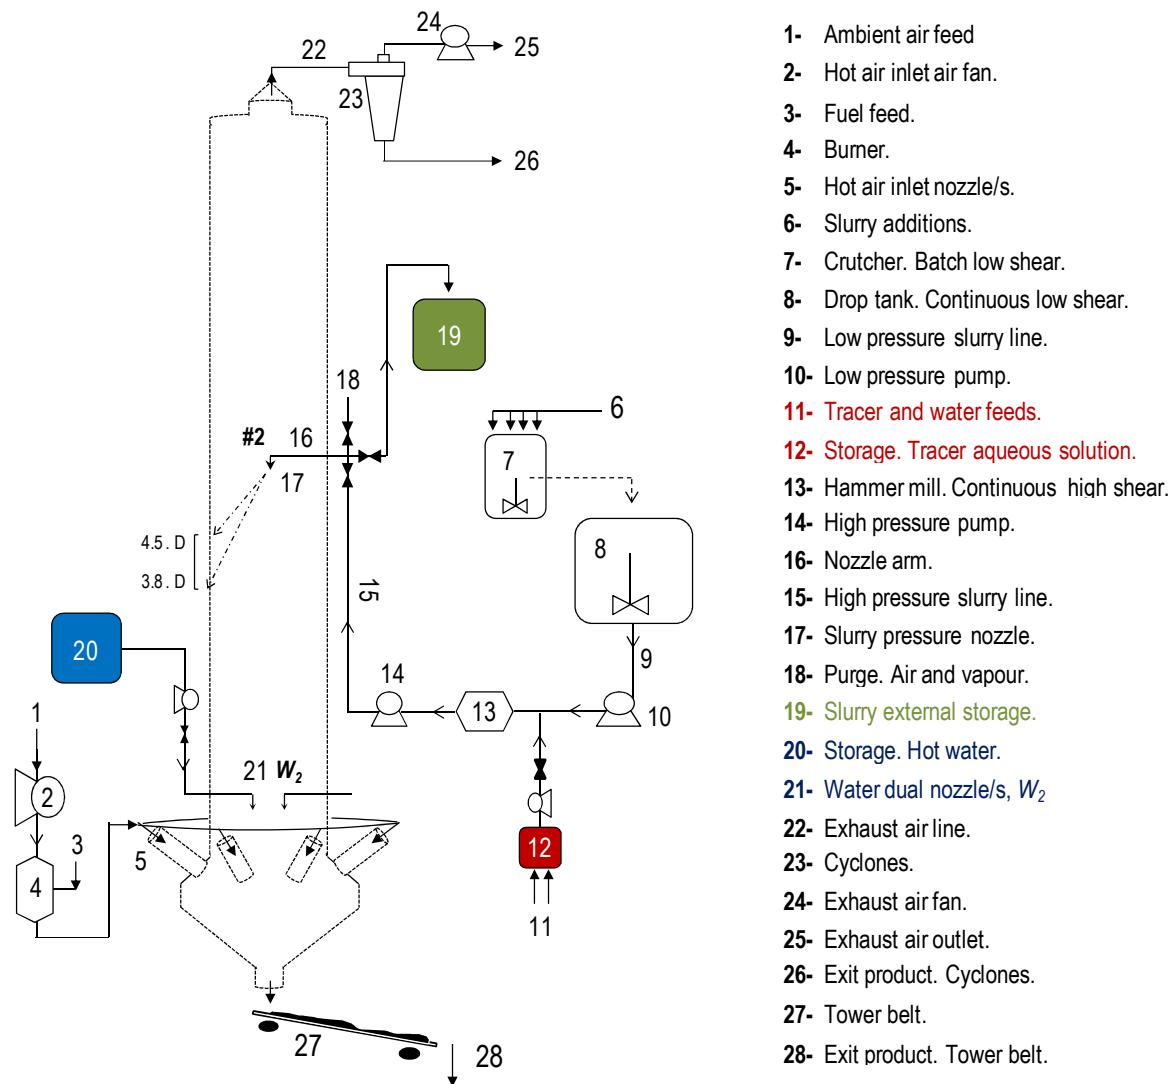 24
25
22
23
26
19
18
6
#2
16
7
17
4.5. D
8
3.8. D
15
20
9
14
13
10
1
21 W2
2
3
5
12
4
11
27
28
1- Ambient air feed
2- Hot air inlet air fan.
3- Fuel feed.
4- Burner.
5- Hot air inlet nozzle/s.
6- Slurry additions.
7- Crutcher. Batch low shear.
8- Drop tank. Continuous low shear.
9- Low pressure slurry line.
10- Low pressure pump.
11- Tracer and water feeds.
12- Storage. Tracer aqueous solution.
13- Hammer mill. Continuous high shear.
14- High pressure pump.
16- Nozzle arm.
15- High pressure slurry line.
17- Slurry pressure nozzle.
18- Purge. Air and vapour.
19- Slurry external storage.
20- Storage. Hot water.
21- Water dual nozzle/s, W2
22- Exhaust air line.
23- Cyclones.
24- Exhaust air fan.
25- Exhaust air outlet.
26- Exit product. Cyclones.
27- Tower belt.
28- Exit product. Tower belt.